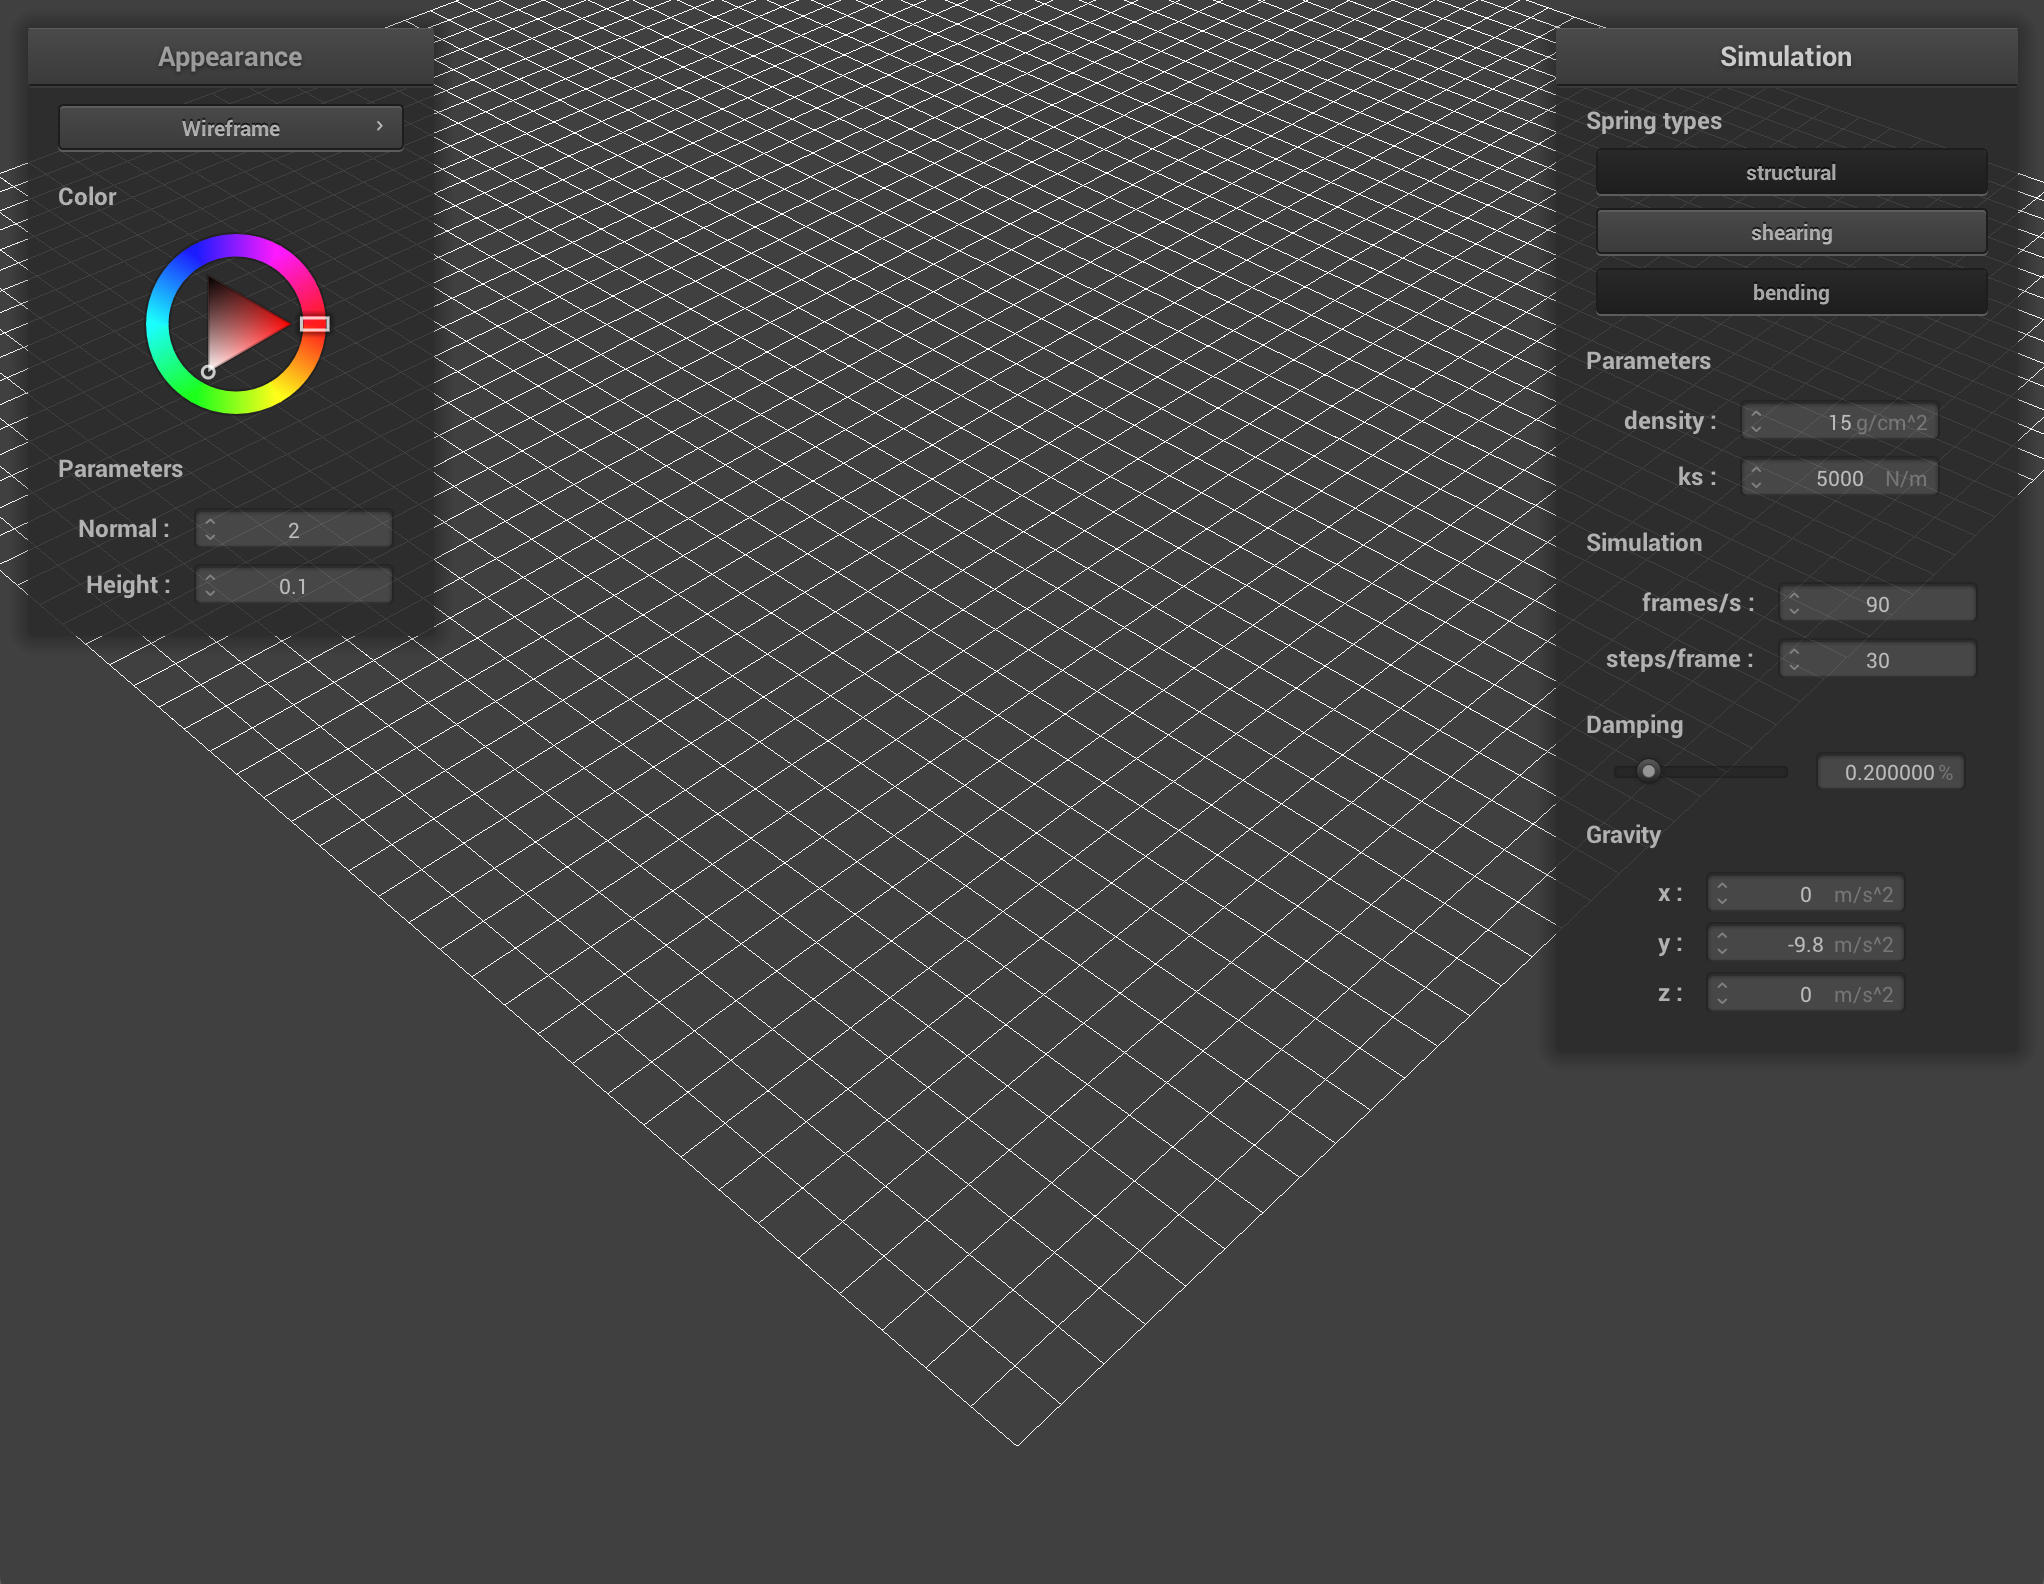 Appearance
Wireframe
Color
Parameters
Normal : 2
Height : 0.1
Simulation
Spring types
structural
shearing
bending
Parameters
density : 15 g/cm^2
ks : 5000 N/m
Simulation
frames/s : 90
steps/frame : 30
Damping
0.200000 %
Gravity
x : 0 m/s^2
y : -9.8 m/s^2
z : 0 m/s^2